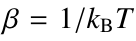 β = 1/k_B T